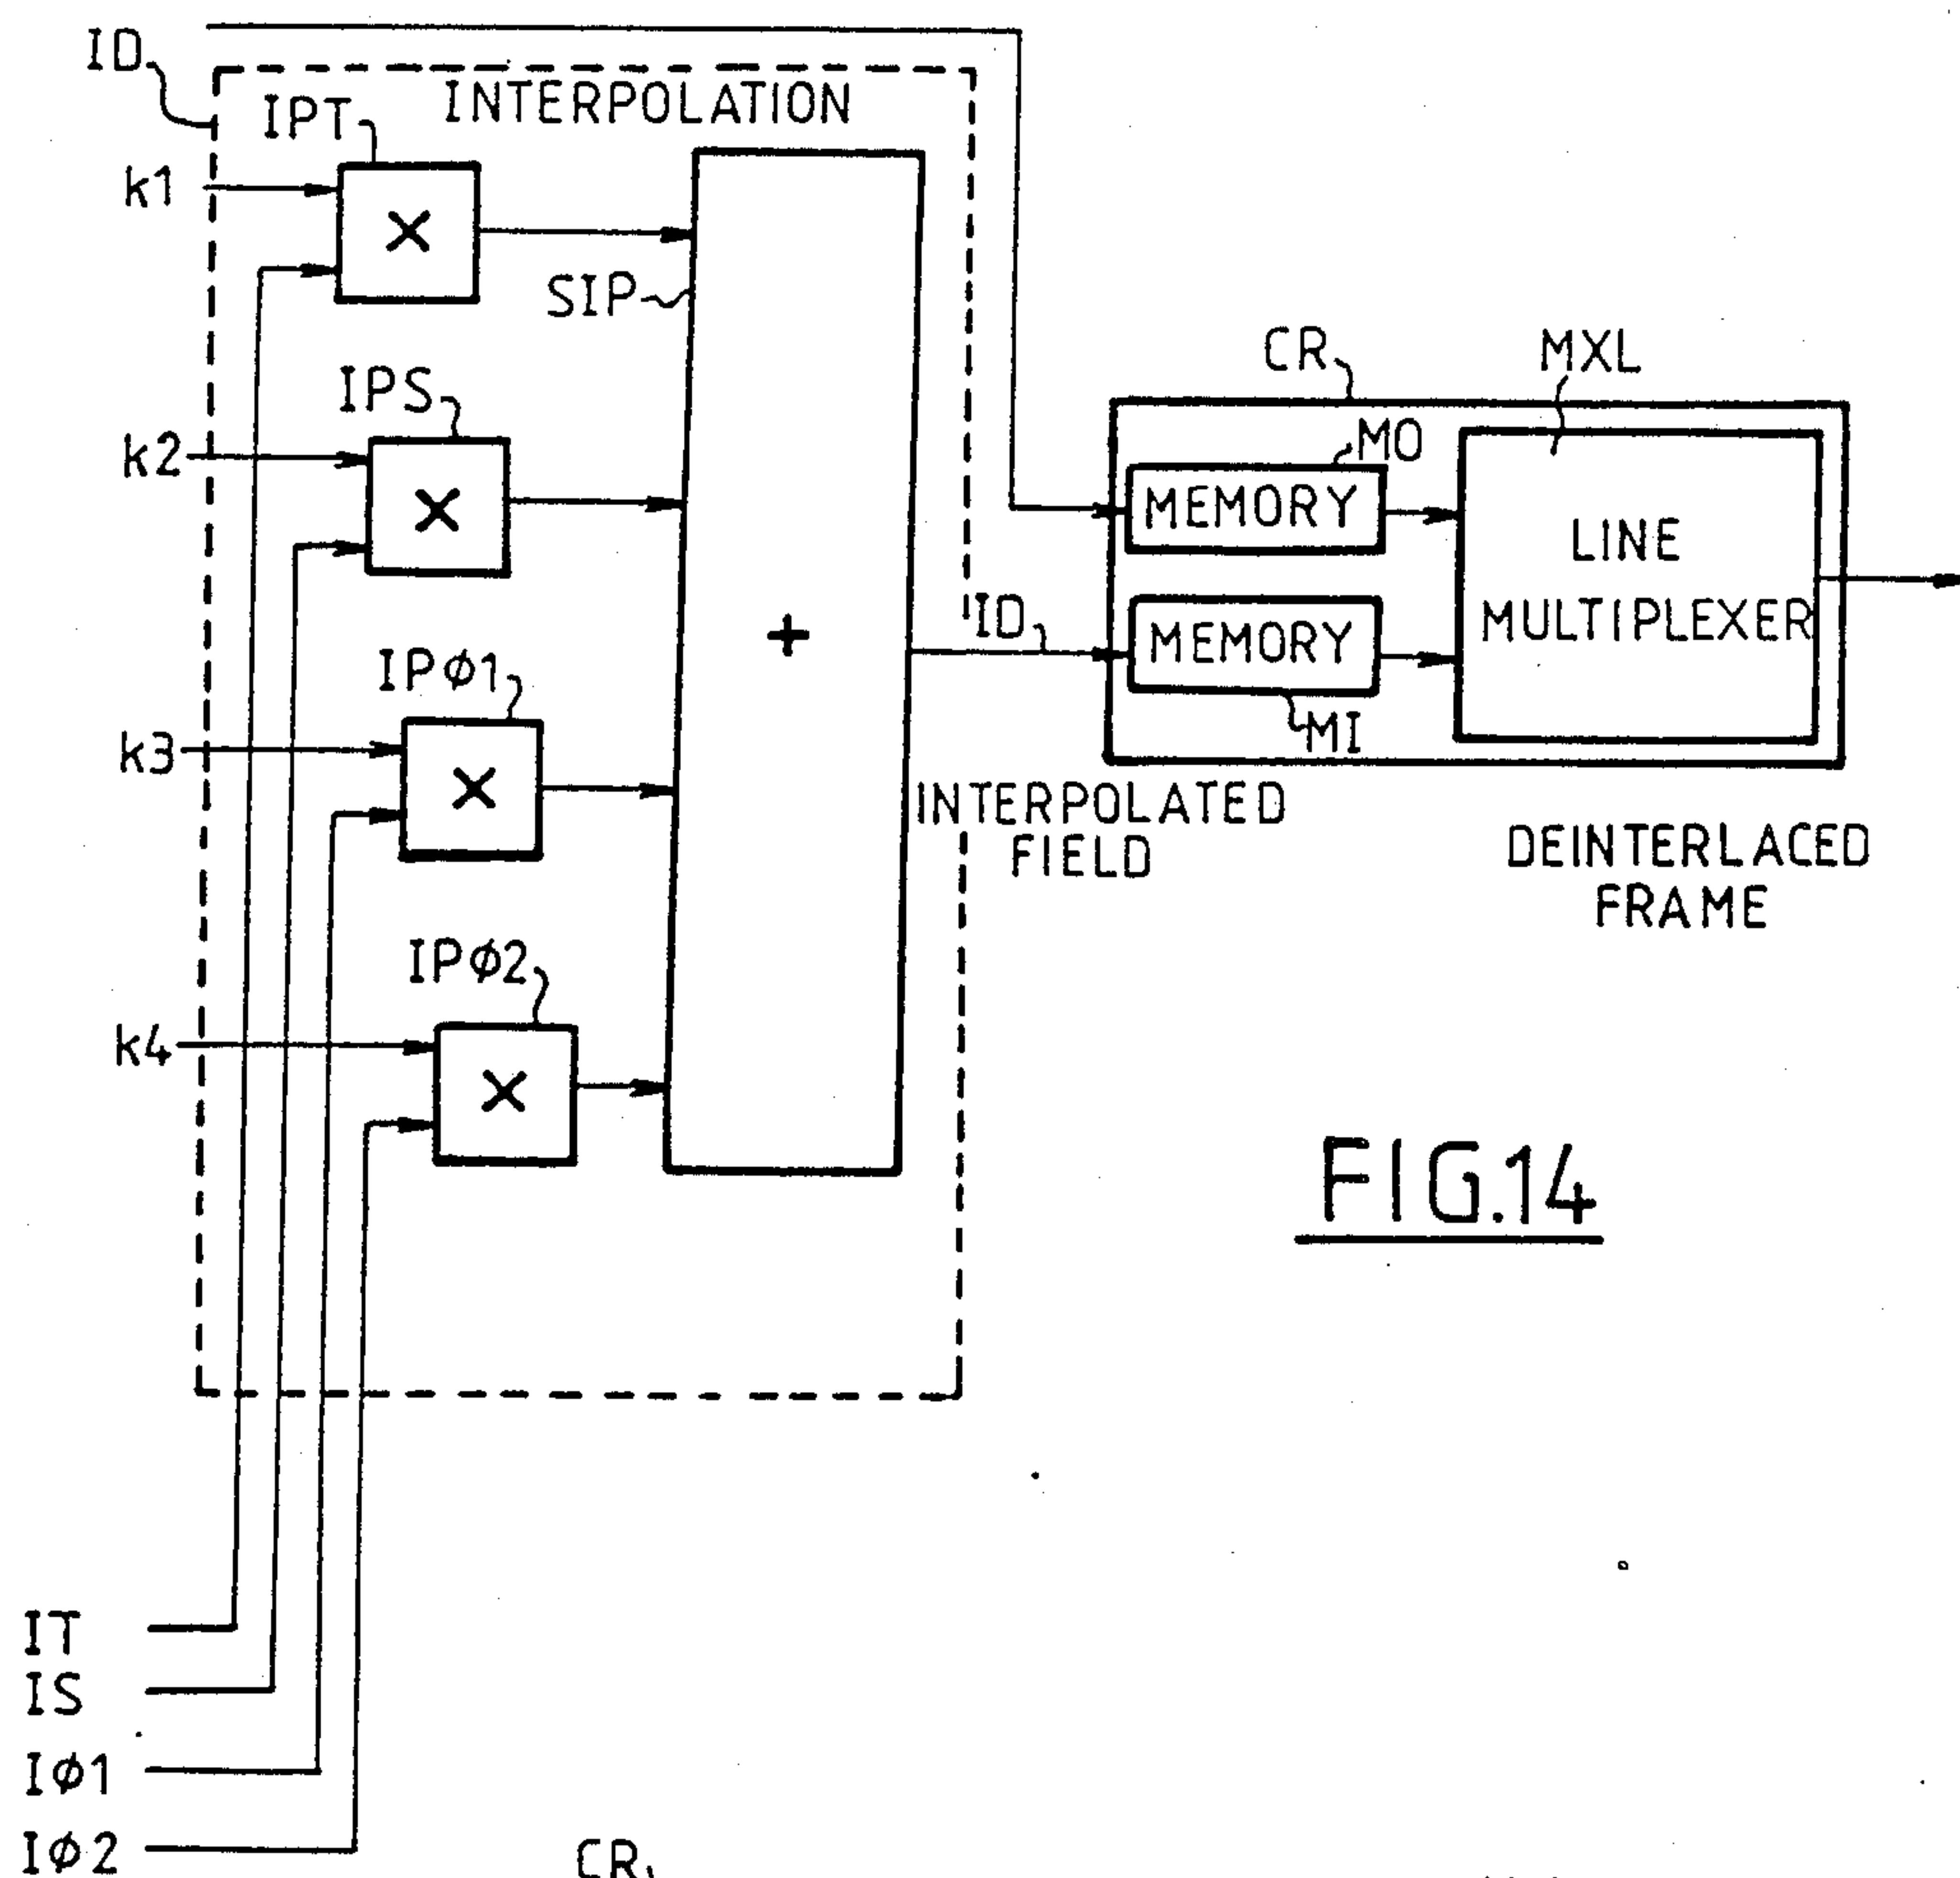 ID
INTERPOLATION
IPT
k1
X
SIP
CR
MXL
IPS
k2
X
MO
MEMORY
LINE
MULTIPLEXER
+
ID
MEMORY
MI
IPφ1
k3
X
INTERPOLATED
FIELD
DEINTERLACED
FRAME
IPφ2
k4
X
FIG.14
IT
IS
Iφ1
Iφ2
CR